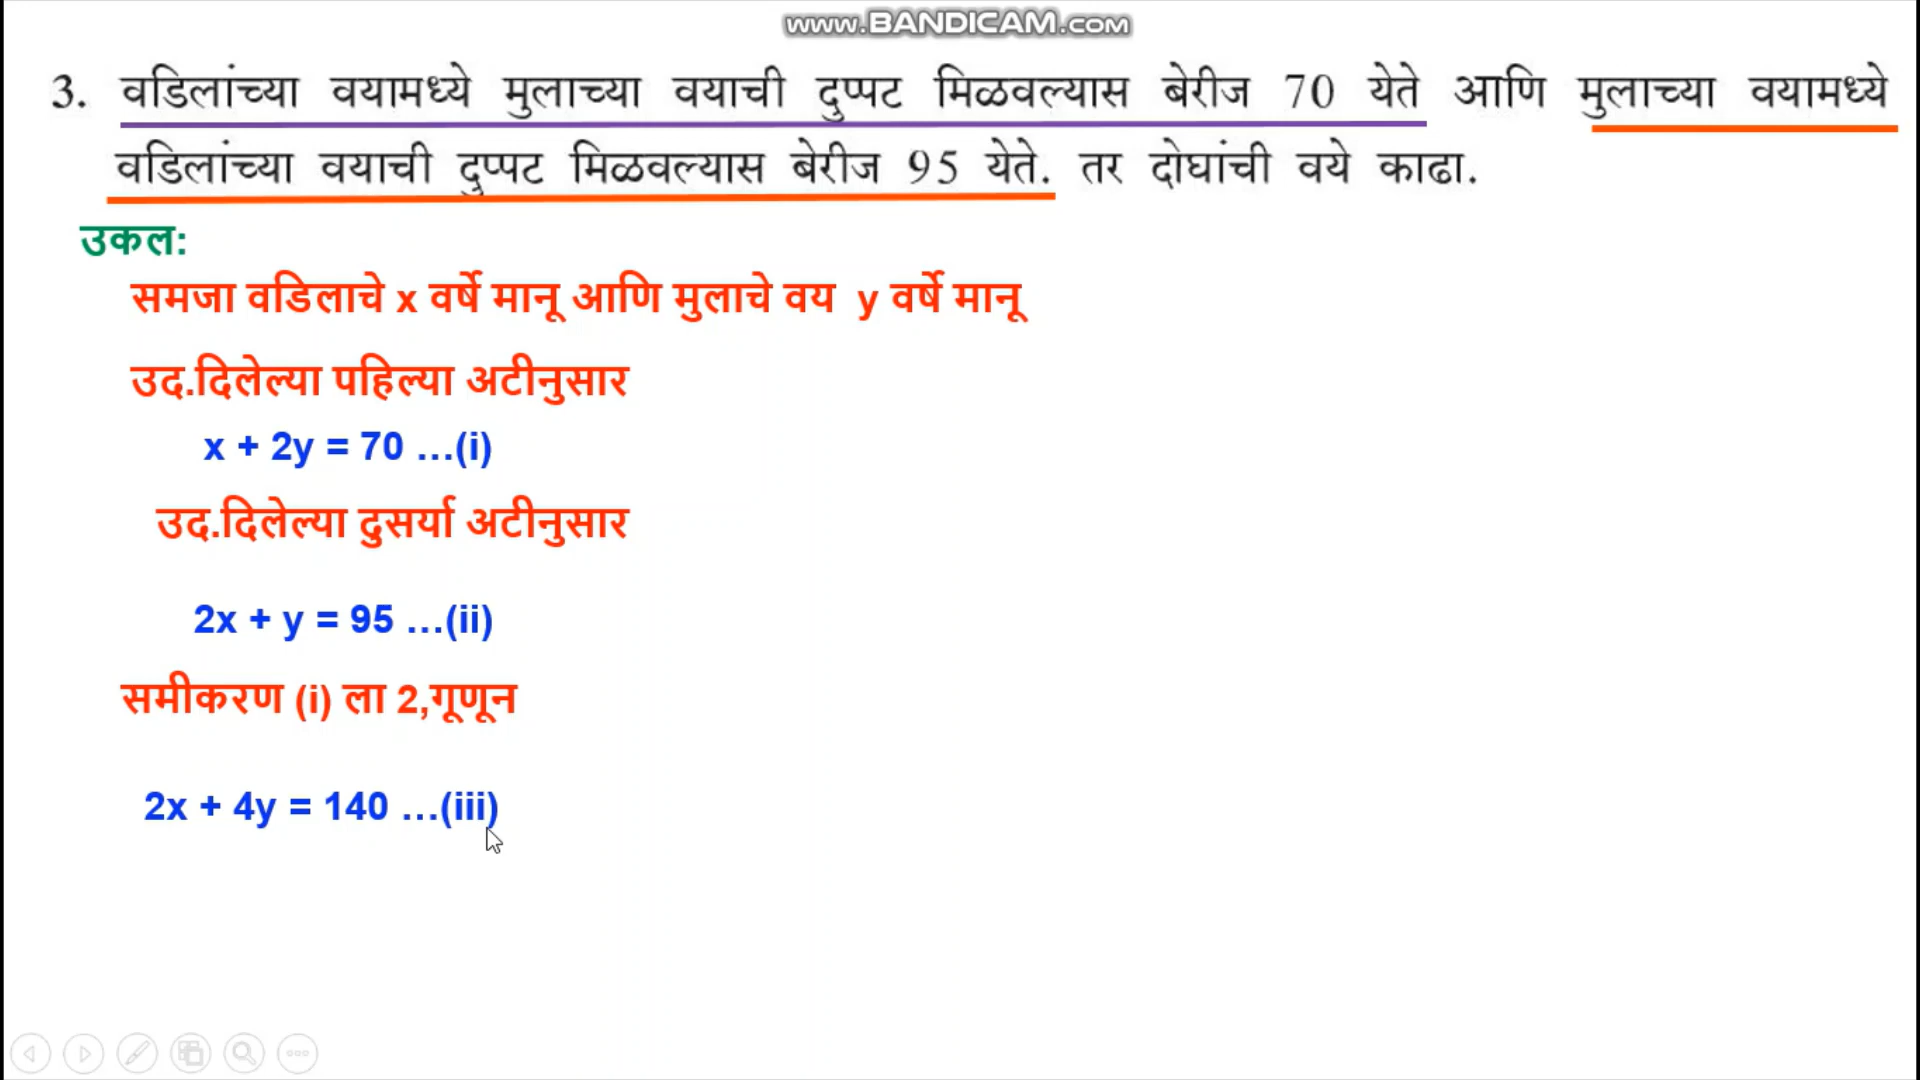 www.BANDICAM.com
3. वडिलांच्या वयामध्ये मुलाच्या वयाची दुप्पट मिळवल्यास बेरीज 70 येते आणि मुलाच्या वयामध्ये
वडिलांच्या वयाची दुप्पट मिळवल्यास बेरीज 95 येते. तर दोघांची वये काढा.
उकल:
समजा वडिलाचे x वर्षे मानू आणि मुलाचे वय y वर्षे मानू
उद.दिलेल्या पहिल्या अटीनुसार
x + 2y = 70 ...(i)
उद.दिलेल्या दुसर्या अटीनुसार
2x + y = 95 ...(ii)
समीकरण (i) ला 2,गूणून
2x + 4y = 140 ...(iii)